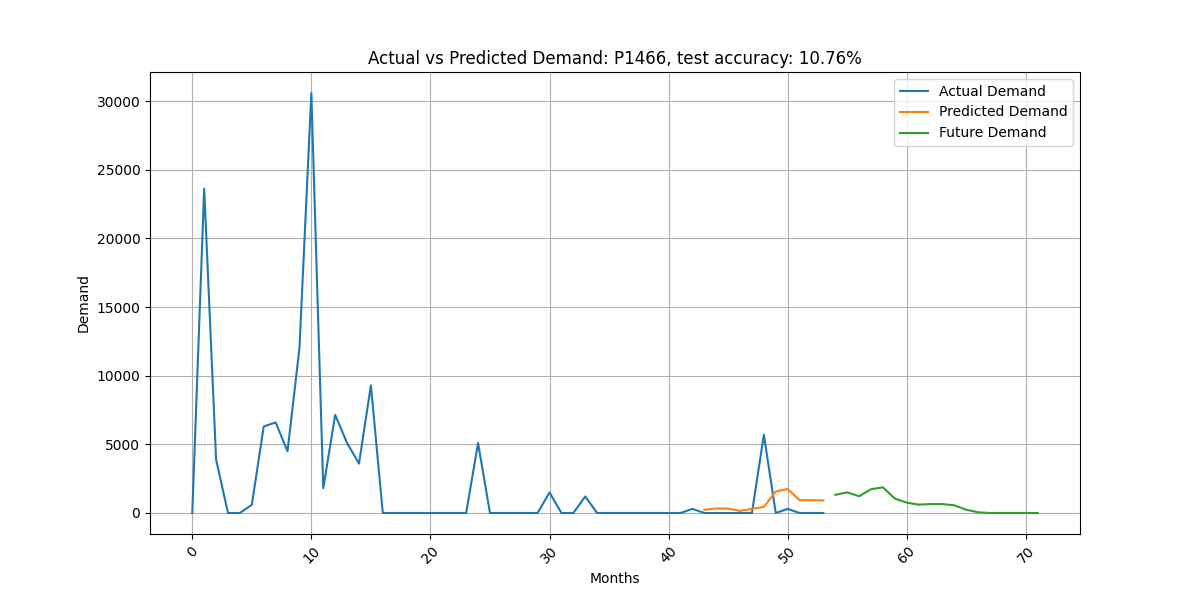 Actual vs Predicted Demand: P1466, test accuracy: 10.76%
Actual Demand
Predicted Demand
Future Demand
30000
25000
20000
15000
10000
5000
0
Demand
0
10
20
30
40
50
60
70
Months